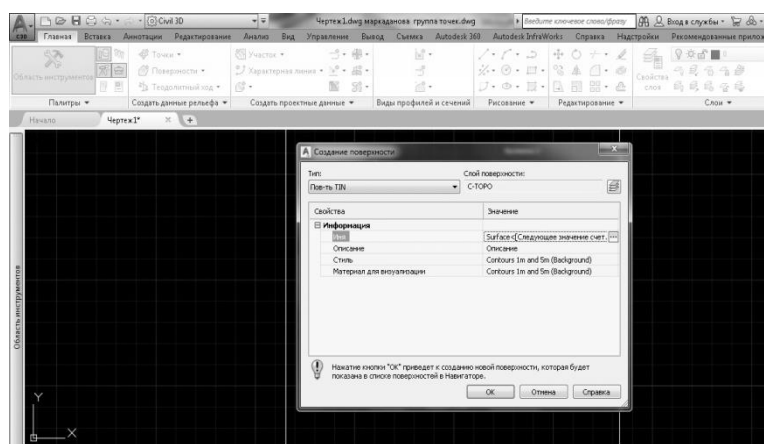 Civil 3D
Чертеж1.dwg маркаданова группа точек.dwg
Введите ключевое слово/фразу
Вход в службы
C3D
Главная Вставка Аннотации Редактирование Анализ Вид Управление Вывод Съемка Autodesk 360 Autodesk InfraWorks Справка Надстройки Рекомендованные прилож
Точки
Участок
Область инструментов
Поверхности
Характерная линия
Свойства слоя
Теодолитный ход
Палитры
Создать данные рельефа
Создать проектные данные
Виды профилей и сечений
Рисование
Редактирование
Слои
Начало
Чертеж1*
Область инструментов
Создание поверхности
Тип:
Слой поверхности:
Пов-ть TIN
C-TOPO
Свойства
Значение
Информация
Имя
Surface<[Следующее значение счет.
Описание
Описание
Стиль
Contours 1m and 5m (Background)
Материал для визуализации
Contours 1m and 5m (Background)
Нажатие кнопки "ОК" приведет к созданию новой поверхности, которая будет
показана в списке поверхностей в Навигаторе.
ОК
Отмена
Справка
Y
X